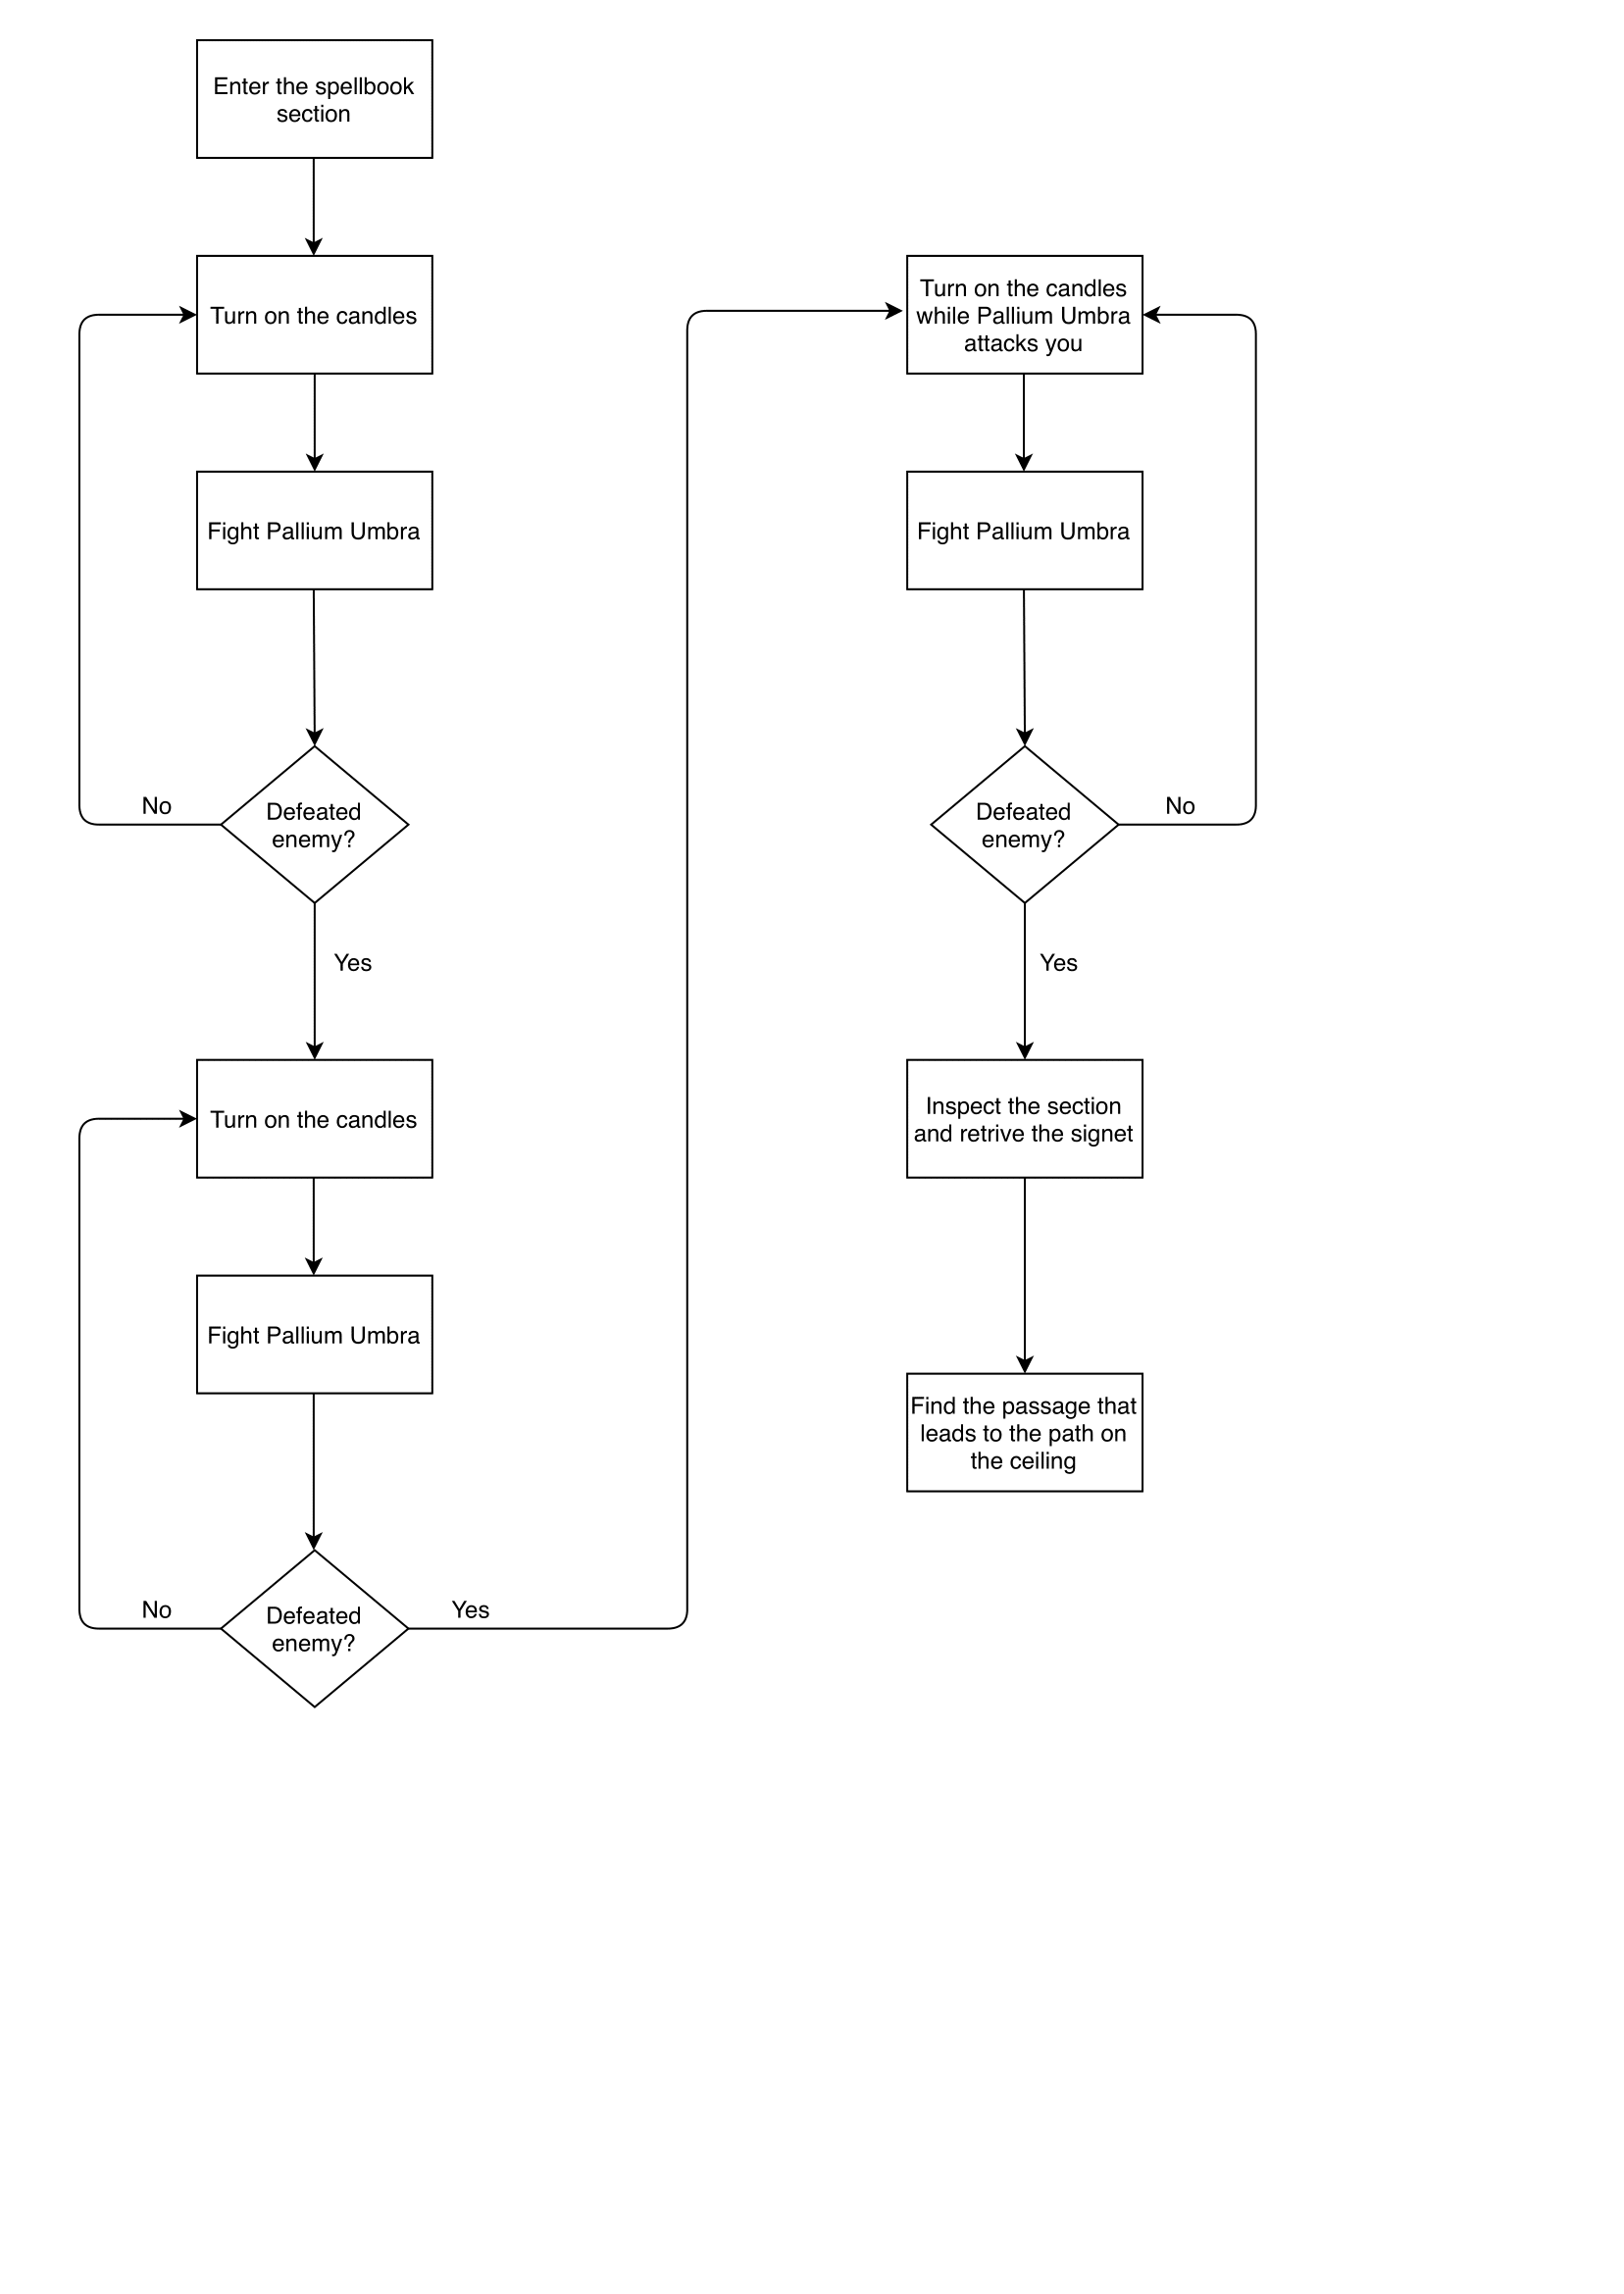 Enter the spellbook
section
Turn on the candles
Fight Pallium Umbra
Defeated
enemy?
No
Yes
Turn on the candles
Fight Pallium Umbra
Defeated
enemy?
No
Yes
Turn on the candles
while Pallium Umbra
attacks you
Fight Pallium Umbra
Defeated
enemy?
No
Yes
Inspect the section
and retrive the signet
Find the passage that
leads to the path on
the ceiling